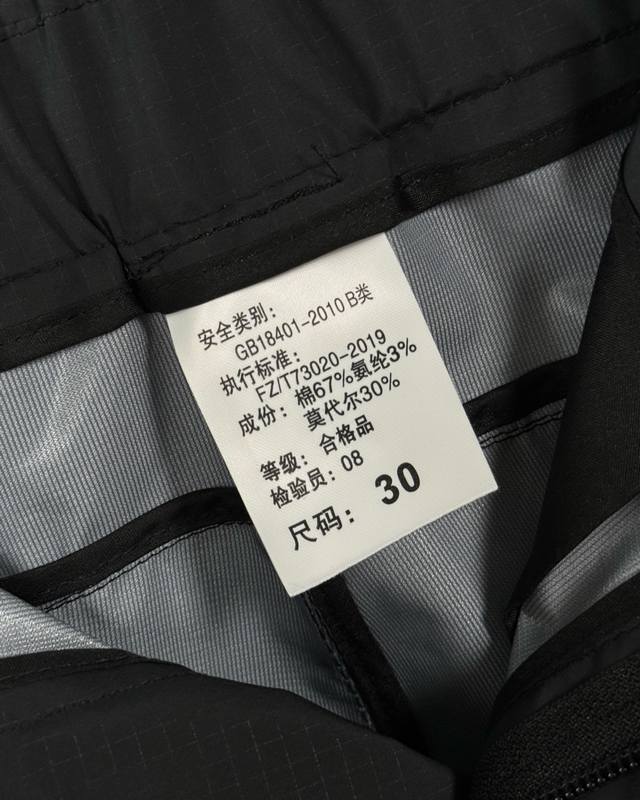 安全类别：
GB18401-2010 B类
执行标准：
FZ/T73020-2019
成份：棉67%氨纶3%
莫代尔30%
等级：合格品
检验员：08
尺码：30